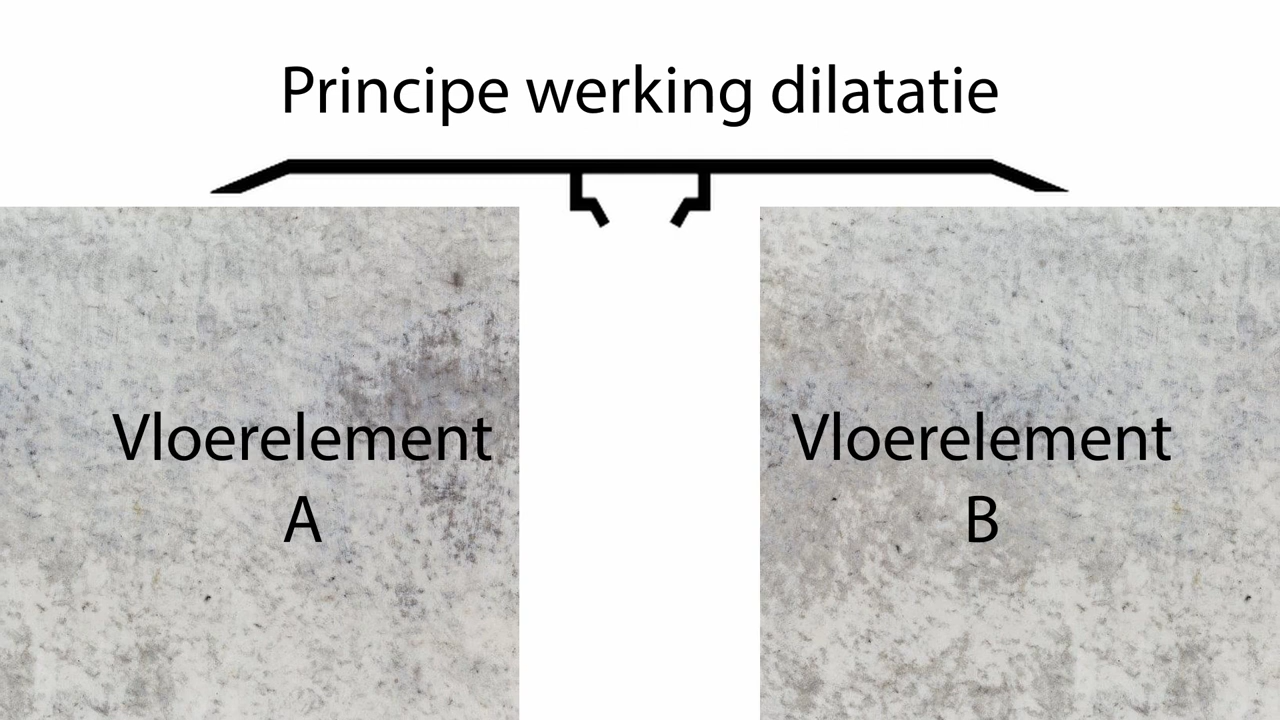 Principe werking dilatatie
Vloerelement
A
Vloerelement
B